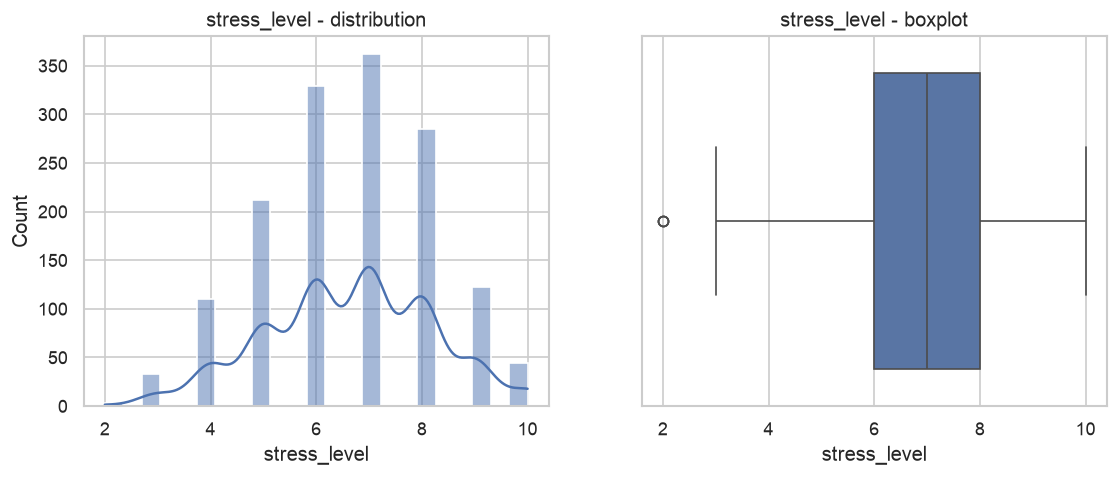 stress_level - distribution
350
300
250
200
150
100
50
0
Count
2 4 6 8 10
stress_level
stress_level - boxplot
2 4 6 8 10
stress_level